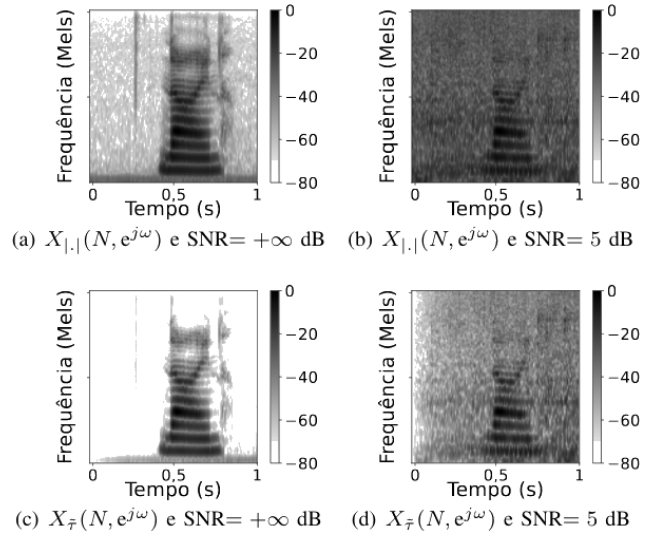 Frequência (Mels)
0
−20
−40
−60
−80
0
0,5
1
Tempo (s)
(a) X|.|(N, e^{jω}) e SNR= +∞ dB
Frequência (Mels)
0
−20
−40
−60
−80
0
0,5
1
Tempo (s)
(b) X|.|(N, e^{jω}) e SNR= 5 dB
Frequência (Mels)
0
−20
−40
−60
−80
0
0,5
1
Tempo (s)
(c) X_{τ̃}(N, e^{jω}) e SNR= +∞ dB
Frequência (Mels)
0
−20
−40
−60
−80
0
0,5
1
Tempo (s)
(d) X_{τ̃}(N, e^{jω}) e SNR= 5 dB